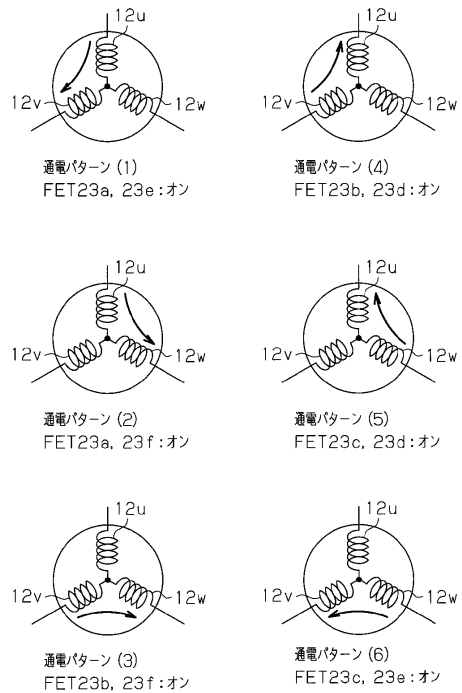 12u
12v
12w
通電パターン(1)
FET23a, 23e:オン
12u
12v
12w
通電パターン(4)
FET23b, 23d:オン
12u
12v
12w
通電パターン(2)
FET23a, 23f:オン
12u
12v
12w
通電パターン(5)
FET23c, 23d:オン
12u
12v
12w
通電パターン(3)
FET23b, 23f:オン
12u
12v
12w
通電パターン(6)
FET23c, 23e:オン